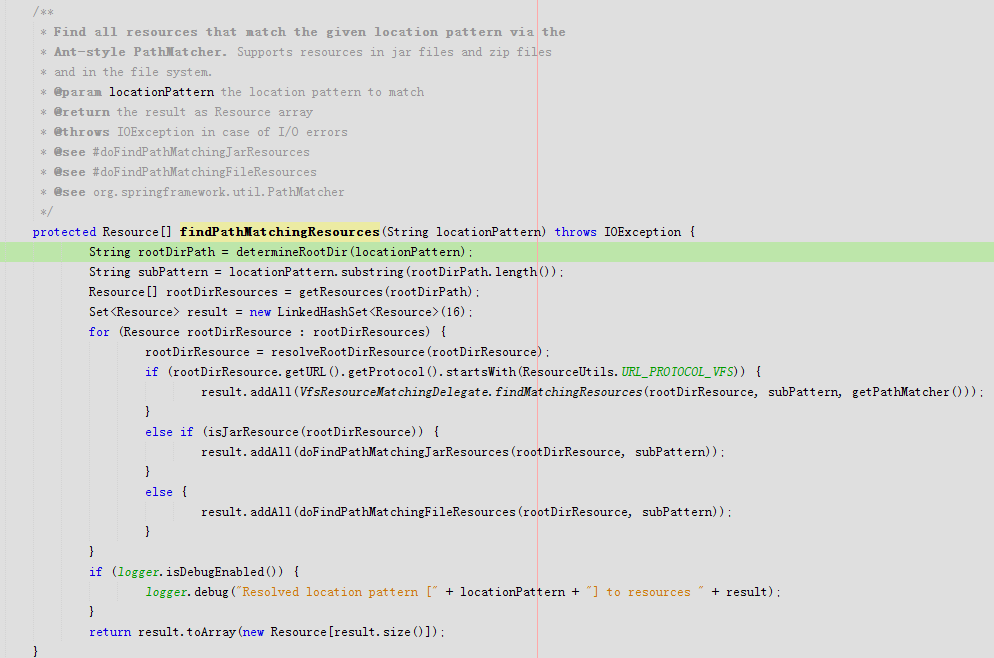 /**
 * Find all resources that match the given location pattern via the
 * Ant-style PathMatcher. Supports resources in jar files and zip files
 * and in the file system.
 * @param locationPattern the location pattern to match
 * @return the result as Resource array
 * @throws IOException in case of I/O errors
 * @see #doFindPathMatchingJarResources
 * @see #doFindPathMatchingFileResources
 * @see org.springframework.util.PathMatcher
 */
protected Resource[] findPathMatchingResources(String locationPattern) throws IOException {
        String rootDirPath = determineRootDir(locationPattern);
        String subPattern = locationPattern.substring(rootDirPath.length());
        Resource[] rootDirResources = getResources(rootDirPath);
        Set<Resource> result = new LinkedHashSet<Resource>(16);
        for (Resource rootDirResource : rootDirResources) {
                rootDirResource = resolveRootDirResource(rootDirResource);
                if (rootDirResource.getURL().getProtocol().startsWith(ResourceUtils.URL_PROTOCOL_VFS)) {
                        result.addAll(VfsResourceMatchingDelegate.findMatchingResources(rootDirResource, subPattern, getPathMatcher()));
                }
                else if (isJarResource(rootDirResource)) {
                        result.addAll(doFindPathMatchingJarResources(rootDirResource, subPattern));
                }
                else {
                        result.addAll(doFindPathMatchingFileResources(rootDirResource, subPattern));
                }
        }
        if (logger.isDebugEnabled()) {
                logger.debug("Resolved location pattern [" + locationPattern + "] to resources " + result);
        }
        return result.toArray(new Resource[result.size()]);
}